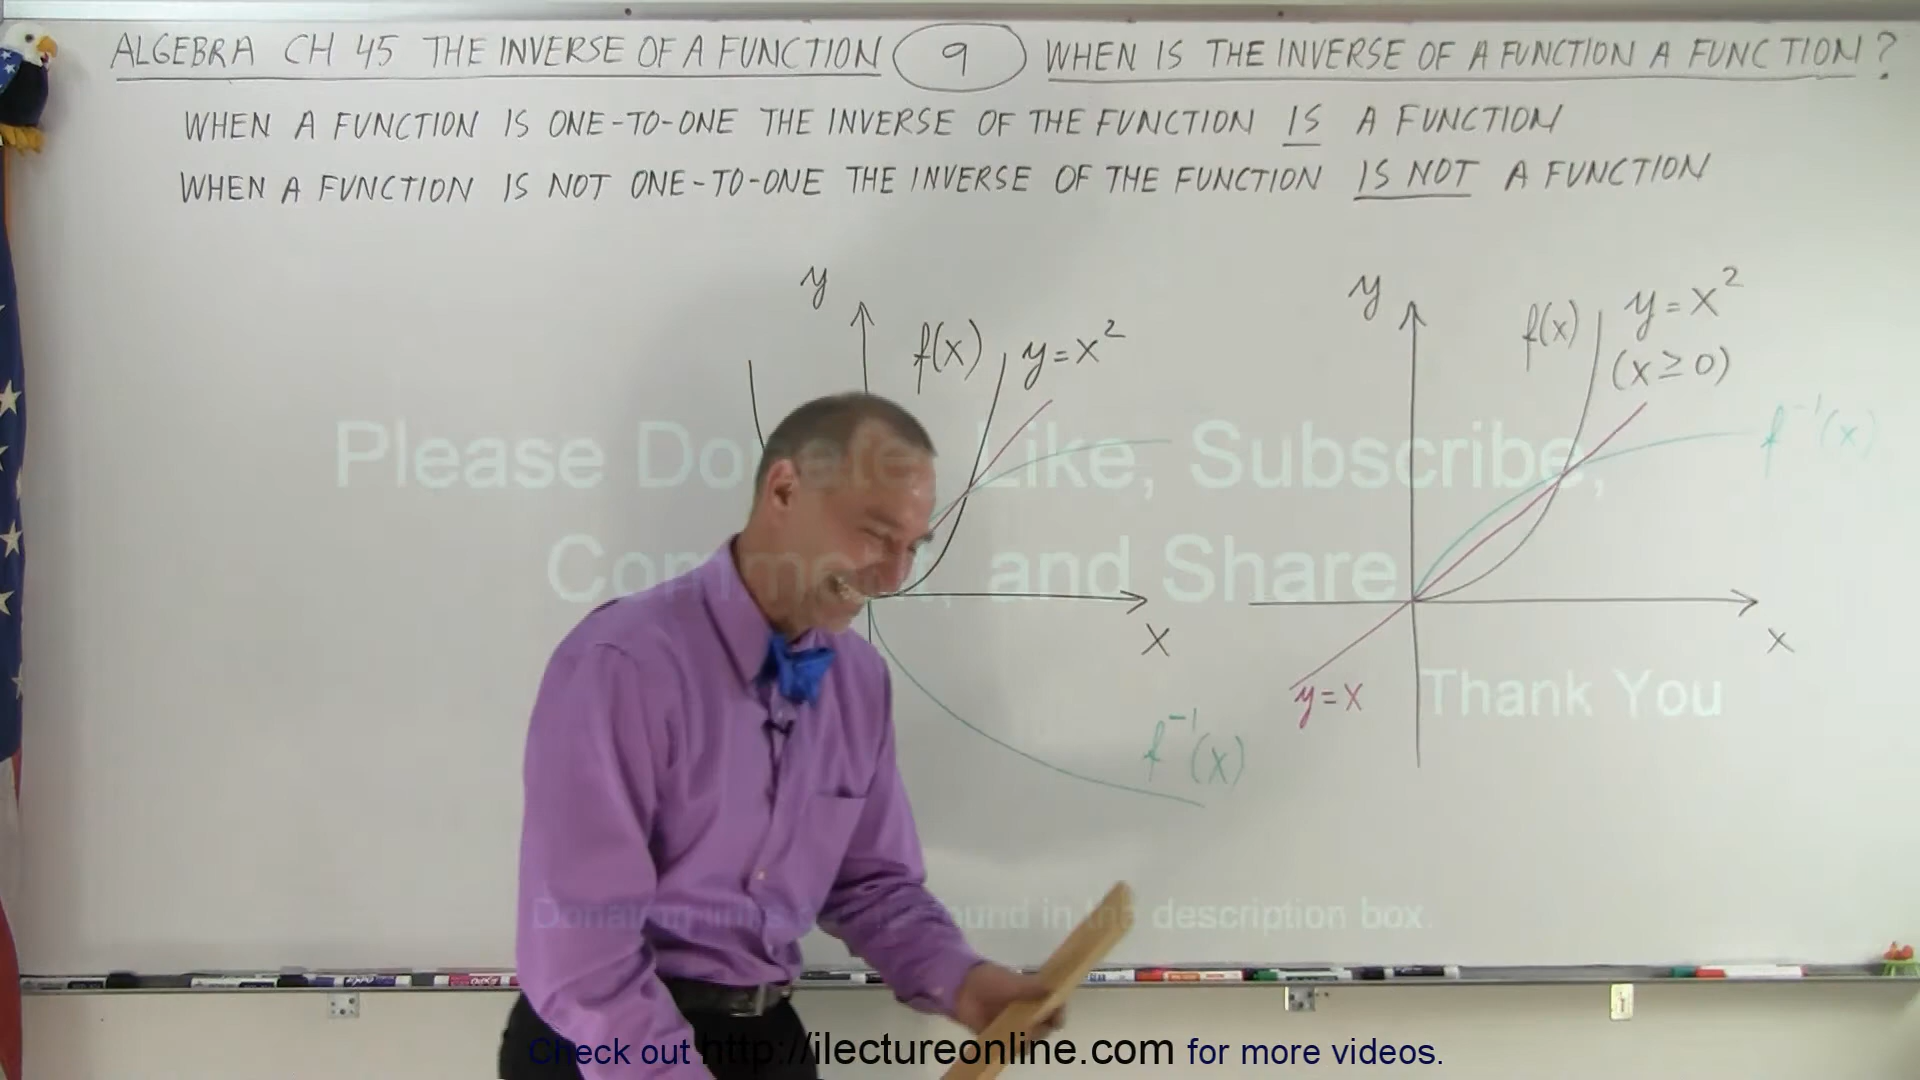 ALGEBRA CH 45 THE INVERSE OF A FUNCTION 9 WHEN IS THE INVERSE OF A FUNCTION A FUNCTION?
WHEN A FUNCTION IS ONE-TO-ONE THE INVERSE OF THE FUNCTION IS A FUNCTION
WHEN A FUNCTION IS NOT ONE-TO-ONE THE INVERSE OF THE FUNCTION IS NOT A FUNCTION
y
f(x) y=x²
x
f⁻¹(x)
y
f(x) y=x²
(x≥0)
f⁻¹(x)
x
y=x
Please Like, Subscribe,
and Share
Thank You
in the description box.
EXPO
Check out http://ilectureonline.com for more videos.